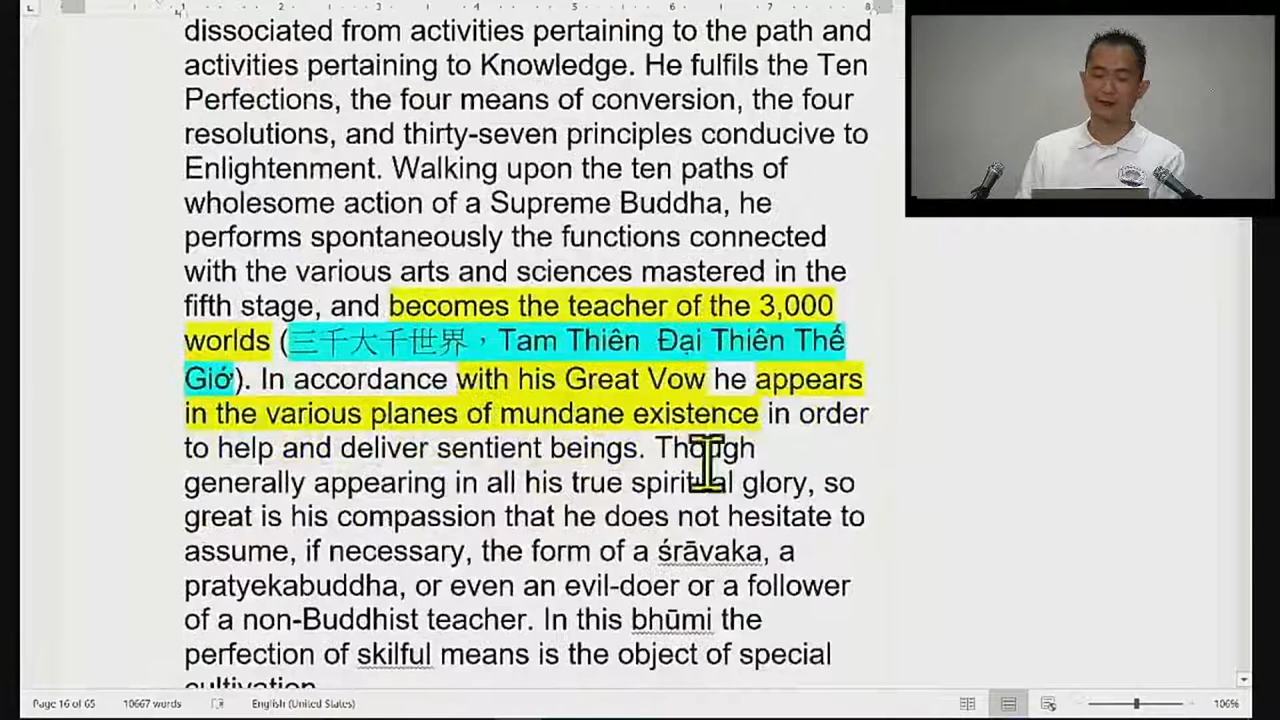 dissociated from activities pertaining to the path and
activities pertaining to Knowledge. He fulfils the Ten
Perfections, the four means of conversion, the four
resolutions, and thirty-seven principles conducive to
Enlightenment. Walking upon the ten paths of
wholesome action of a Supreme Buddha, he
performs spontaneously the functions connected
with the various arts and sciences mastered in the
fifth stage, and becomes the teacher of the 3,000
worlds (三千大千世界，Tam Thiên Đại Thiên Thế
Giớ). In accordance with his Great Vow he appears
in the various planes of mundane existence in order
to help and deliver sentient beings. Though
generally appearing in all his true spiritual glory, so
great is his compassion that he does not hesitate to
assume, if necessary, the form of a śrāvaka, a
pratyekabuddha, or even an evil-doer or a follower
of a non-Buddhist teacher. In this bhūmi the
perfection of skilful means is the object of special
cultivation
Page 16 of 65 10667 words English (United States) 106%